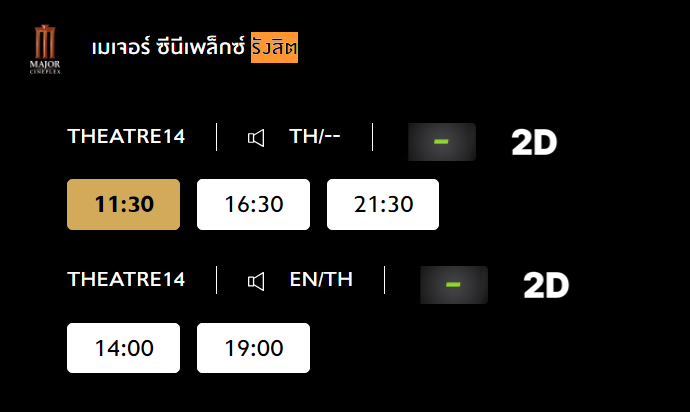 MAJOR
CINEPLEX
เมเจอร์ ซีนีเพล็กซ์ รังสิต
THEATRE14 TH/-- - 2D
11:30 16:30 21:30
THEATRE14 EN/TH - 2D
14:00 19:00